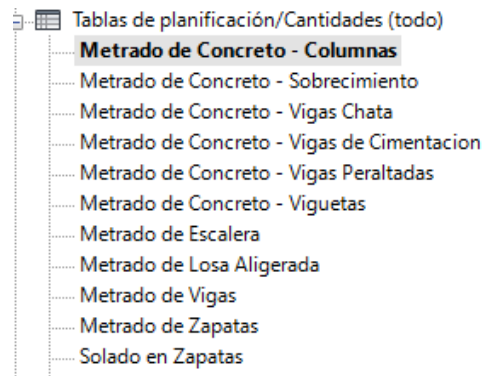 Tablas de planificación/Cantidades (todo)
Metrado de Concreto - Columnas
Metrado de Concreto - Sobrecimiento
Metrado de Concreto - Vigas Chata
Metrado de Concreto - Vigas de Cimentacion
Metrado de Concreto - Vigas Peraltadas
Metrado de Concreto - Viguetas
Metrado de Escalera
Metrado de Losa Aligerada
Metrado de Vigas
Metrado de Zapatas
Solado en Zapatas